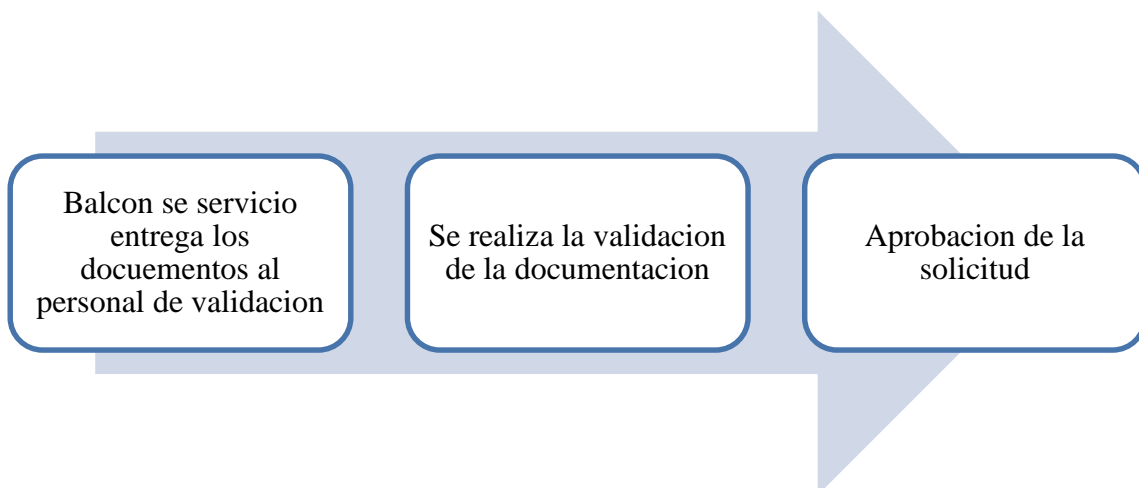 Balcon se servicio
entrega los
docuementos al
personal de validacion
Se realiza la validacion
de la documentacion
Aprobacion de la
solicitud